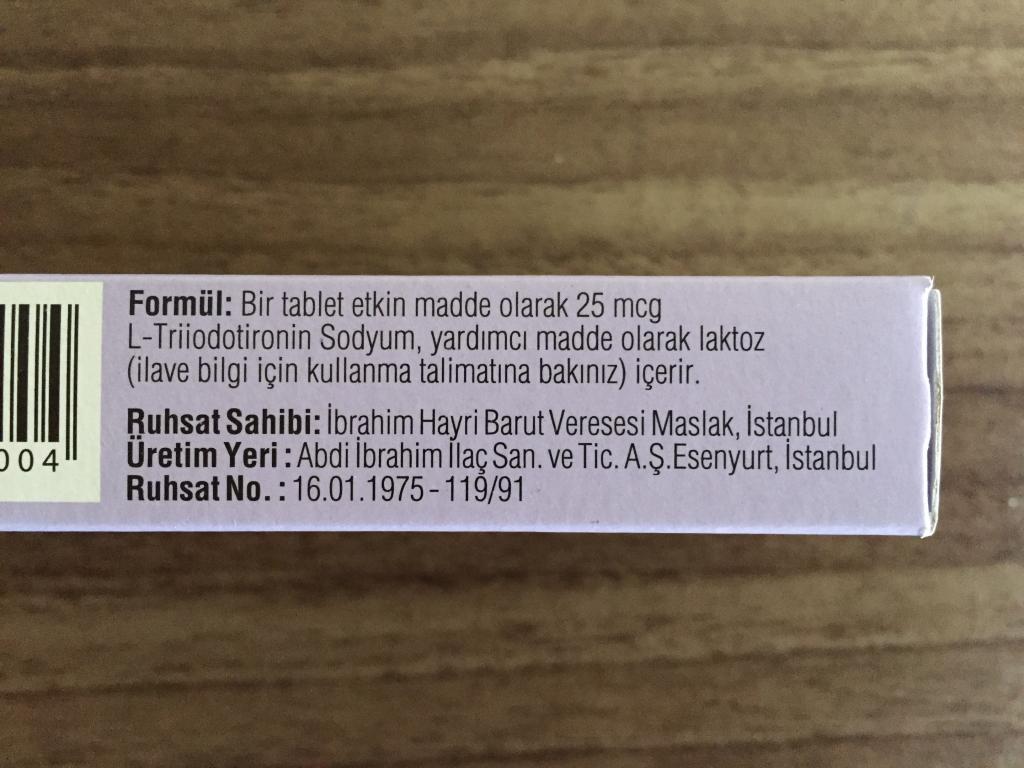 Formül: Bir tablet etkin madde olarak 25 mcg
L-Triiodotironin Sodyum, yardımcı madde olarak laktoz
(ilave bilgi için kullanma talimatına bakınız) içerir.
Ruhsat Sahibi: İbrahim Hayri Barut Veresesi Maslak, İstanbul
Üretim Yeri : Abdi İbrahim İlaç San. ve Tic. A.Ş.Esenyurt, İstanbul
Ruhsat No. : 16.01.1975 - 119/91
004